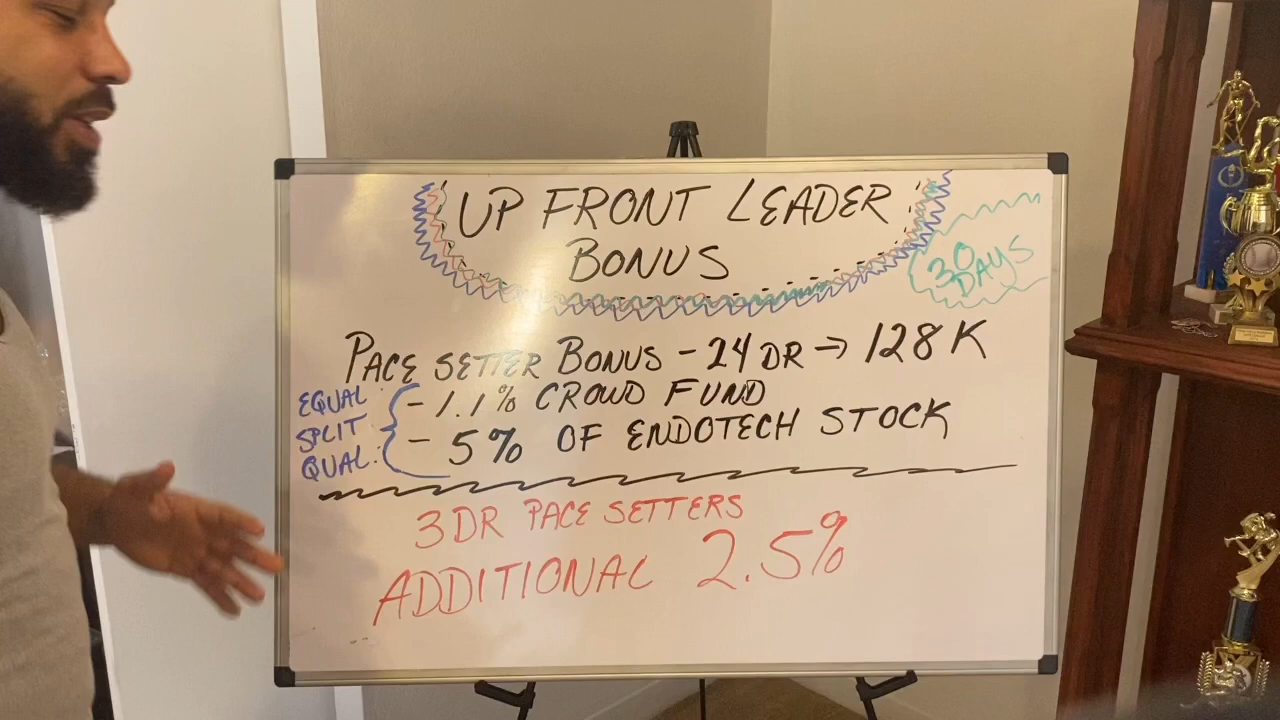 UP FRONT LEADER
BONUS
30
DAYS
PACE SETTER BONUS - 24 DR → 128K
EQUAL
SPLIT
QUAL.
- 1.1% CROWD FUND
- 5% OF ENDOTECH STOCK
3DR PACE SETTERS
ADDITIONAL 2.5%